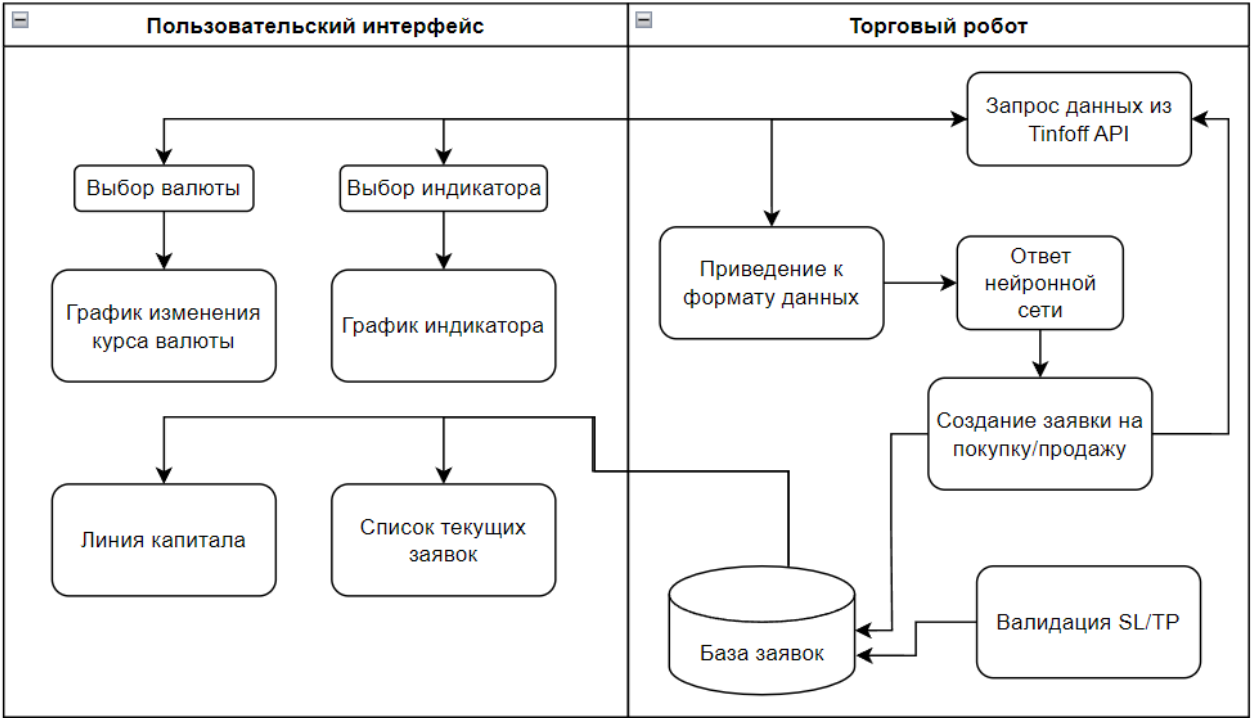 Пользовательский интерфейс
Торговый робот
Запрос данных из
Tinfoff API
Выбор валюты
Выбор индикатора
График изменения
курса валюты
График индикатора
Приведение к
формату данных
Ответ
нейронной
сети
Создание заявки на
покупку/продажу
Линия капитала
Список текущих
заявок
База заявок
Валидация SL/TP